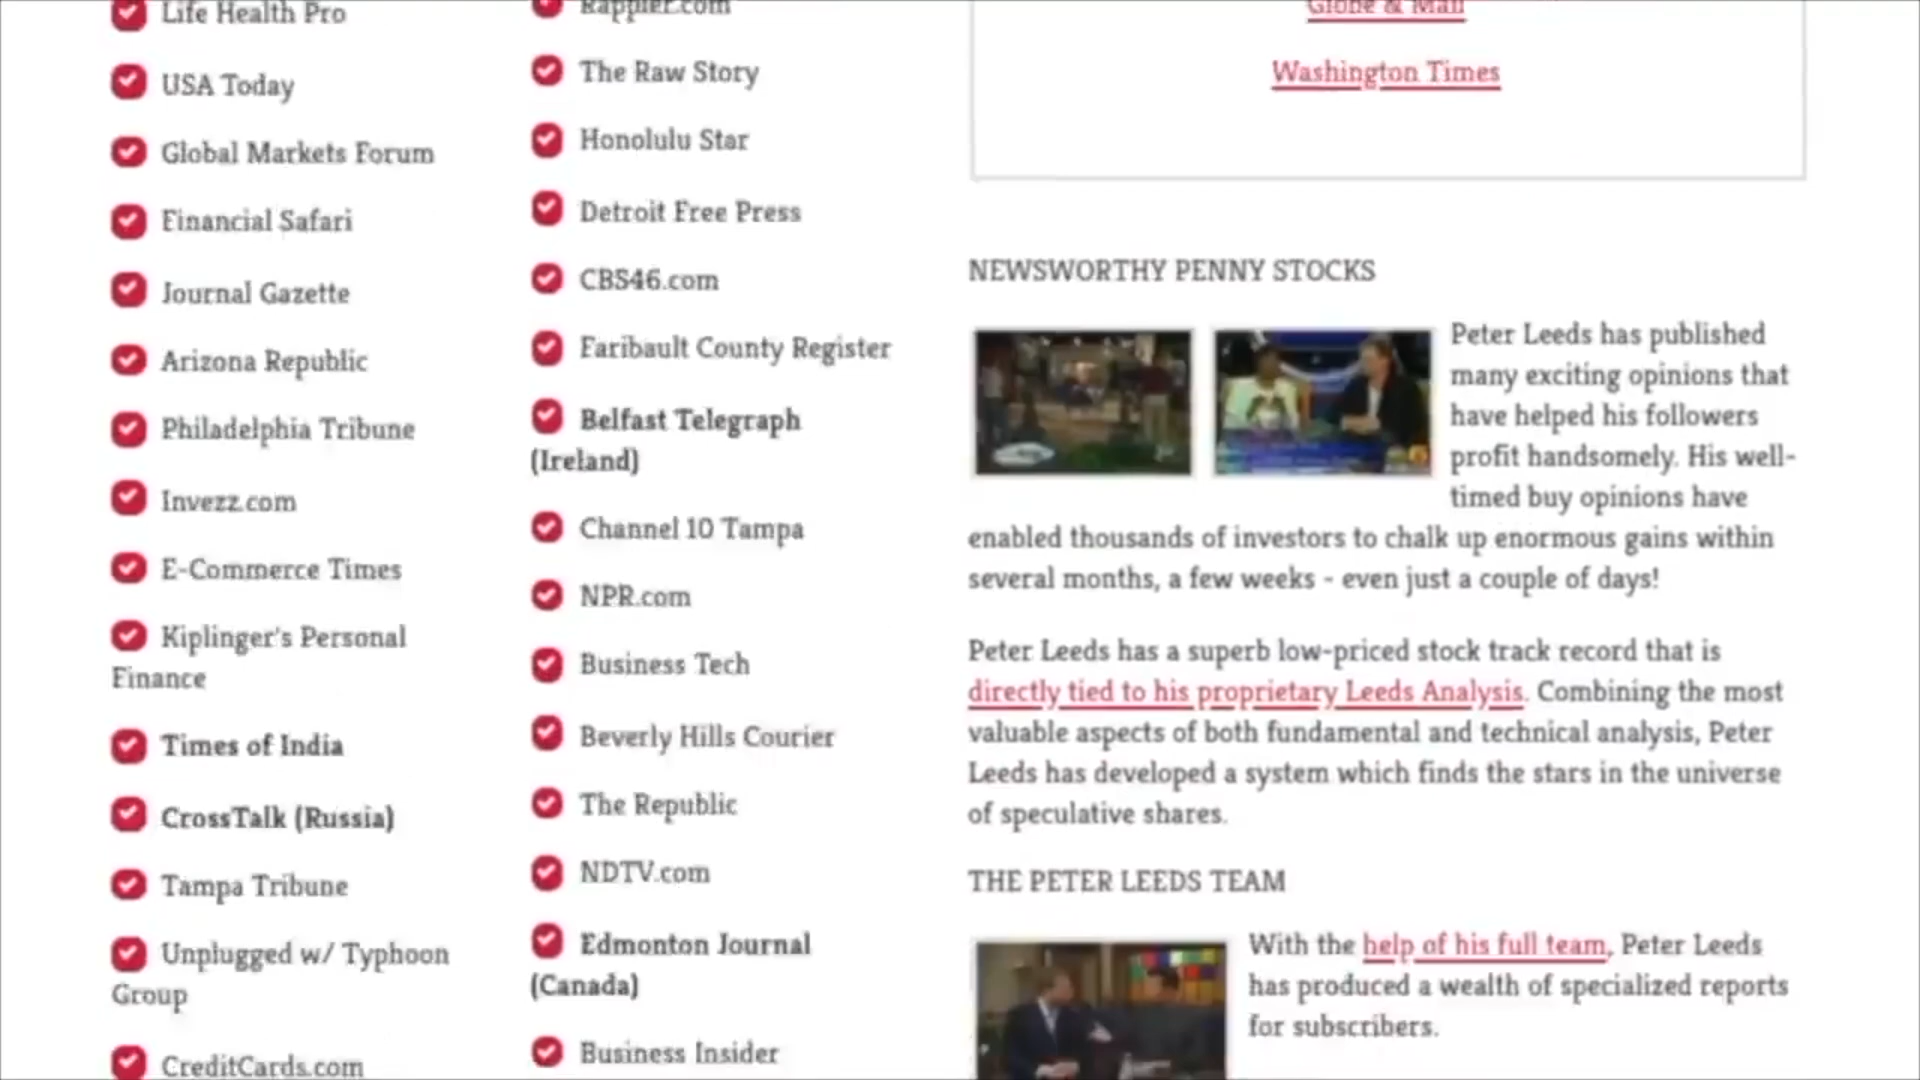 Life Health Pro
USA Today
Global Markets Forum
Financial Safari
Journal Gazette
Arizona Republic
Philadelphia Tribune
Invezz.com
E-Commerce Times
Kiplinger's Personal
Finance
Times of India
CrossTalk (Russia)
Tampa Tribune
Unplugged w/ Typhoon
Group
CreditCards.com
Rappler.com
The Raw Story
Honolulu Star
Detroit Free Press
CBS46.com
Faribault County Register
Belfast Telegraph
(Ireland)
Channel 10 Tampa
NPR.com
Business Tech
Beverly Hills Courier
The Republic
NDTV.com
Edmonton Journal
(Canada)
Business Insider
Globe & Mail
Washington Times
NEWSWORTHY PENNY STOCKS
Peter Leeds has published
many exciting opinions that
have helped his followers
profit handsomely. His well-
timed buy opinions have
enabled thousands of investors to chalk up enormous gains within
several months, a few weeks - even just a couple of days!
Peter Leeds has a superb low-priced stock track record that is
directly tied to his proprietary Leeds Analysis. Combining the most
valuable aspects of both fundamental and technical analysis, Peter
Leeds has developed a system which finds the stars in the universe
of speculative shares.
THE PETER LEEDS TEAM
With the help of his full team, Peter Leeds
has produced a wealth of specialized reports
for subscribers.